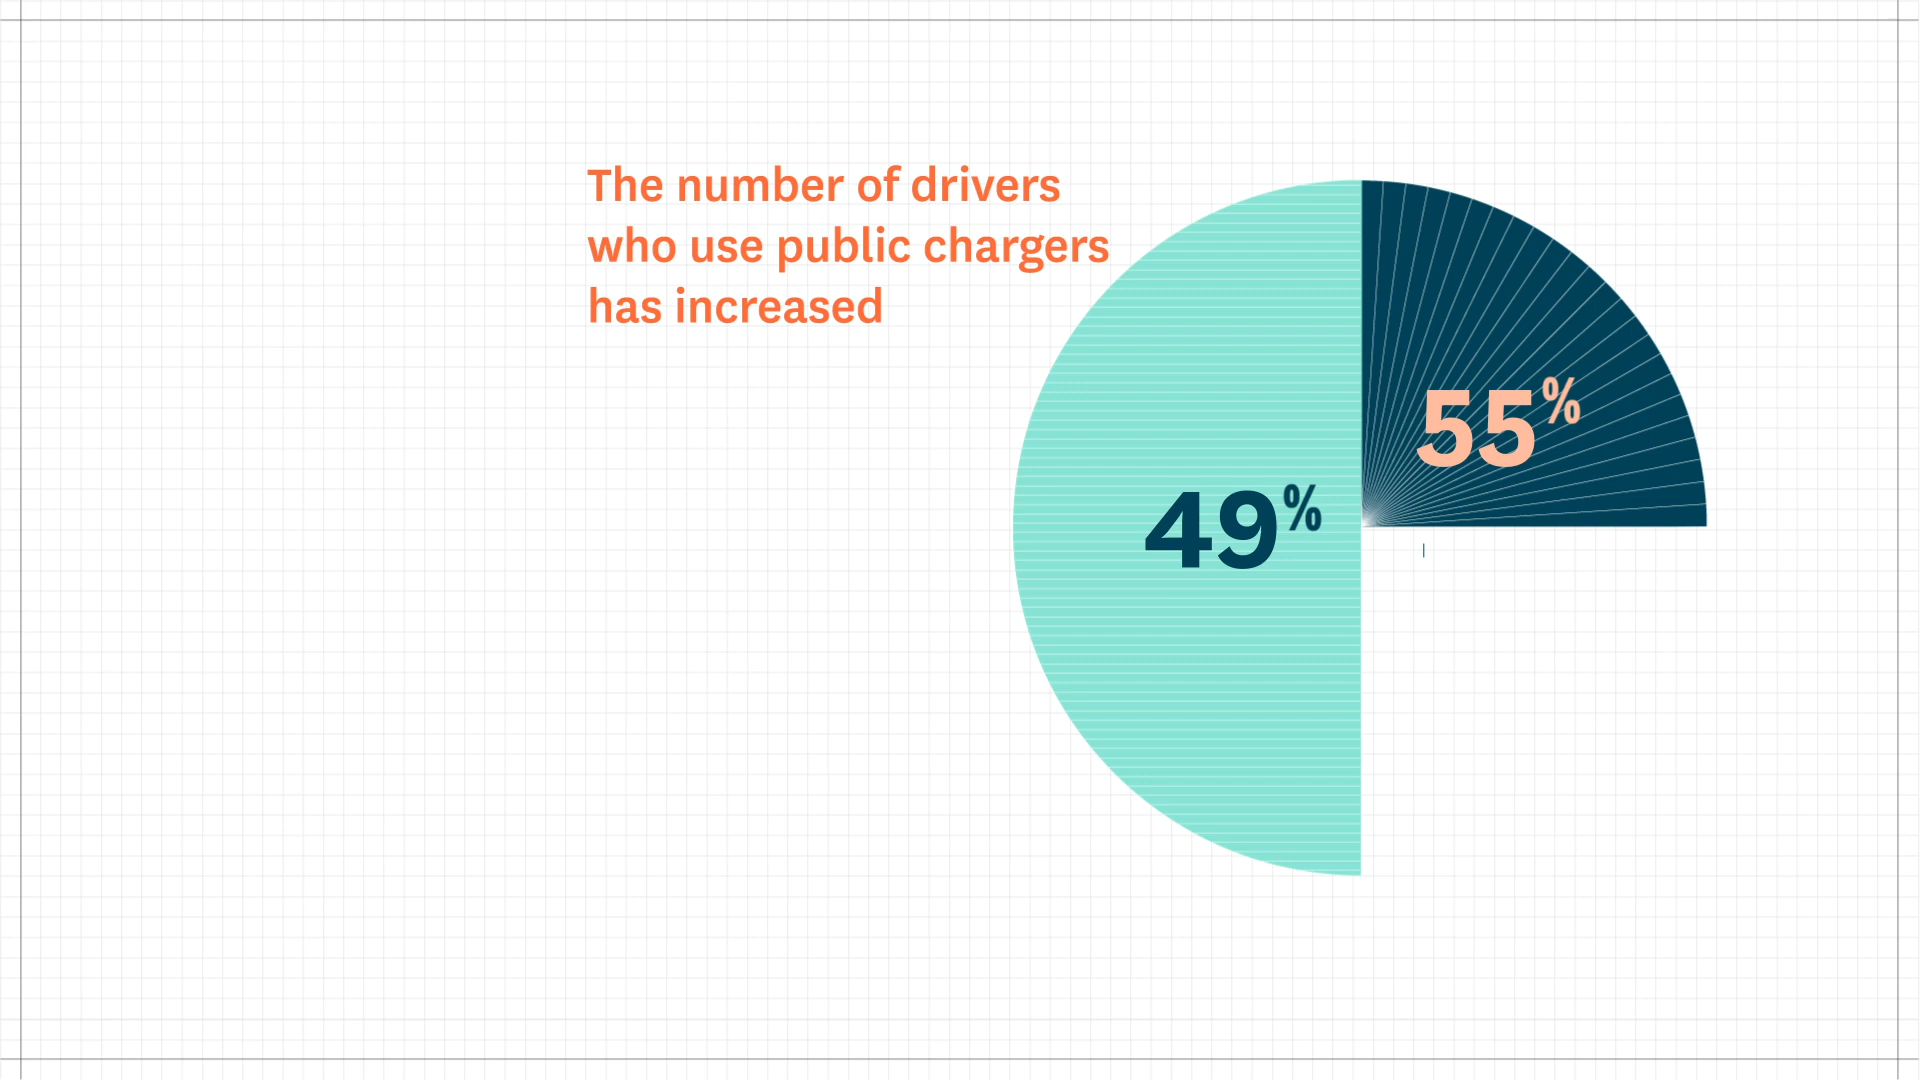 The number of drivers
who use public chargers
has increased
55%
49%